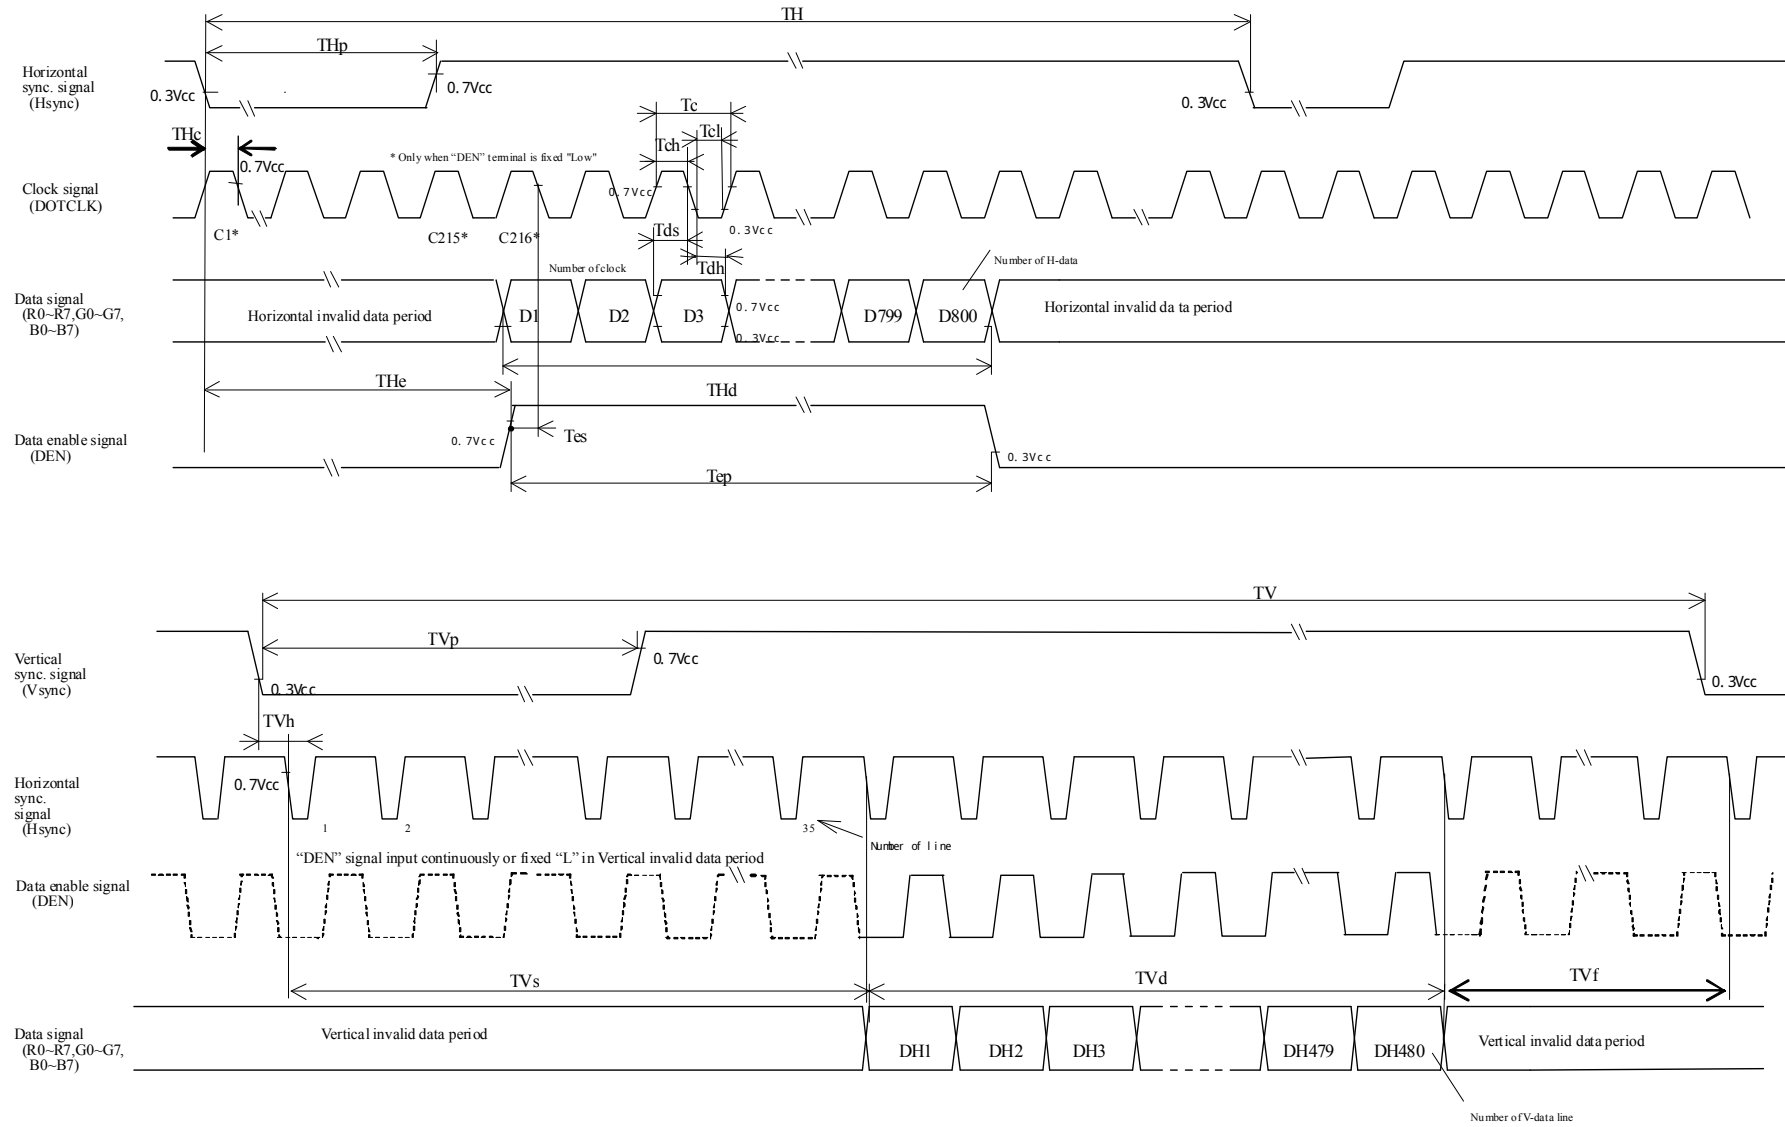 TH
THp
Horizontal
sync. signal
(Hsync)
0.3Vcc
0.7Vcc
0.3Vcc
Tc
Tcl
THc
Tch
0.7Vcc
* Only when “DEN” terminal is fixed "Low"
Clock signal
(DOTCLK)
0.7Vcc
C1*
C215*
C216*
Tds
0.3Vcc
Number of clock
Tdh
Number of H-data
Data signal
(R0~R7,G0~G7,
B0~B7)
Horizontal invalid data period
D1
D2
D3
0.7Vcc
0.3Vcc
D799
D800
Horizontal invalid da ta period
THe
THd
Data enable signal
(DEN)
0.7Vcc
Tes
0.3Vcc
Tep
TV
TVp
Vertical
sync. signal
(Vsync)
0.3Vcc
0.7Vcc
0.3Vcc
TVh
Horizontal
sync.
signal
(Hsync)
0.7Vcc
1
2
35
Number of line
“DEN” signal input continuously or fixed “L” in Vertical invalid data period
Data enable signal
(DEN)
TVs
TVd
TVf
Data signal
(R0~R7,G0~G7,
B0~B7)
Vertical invalid data period
DH1
DH2
DH3
DH479
DH480
Vertical invalid data period
Number of V-data line